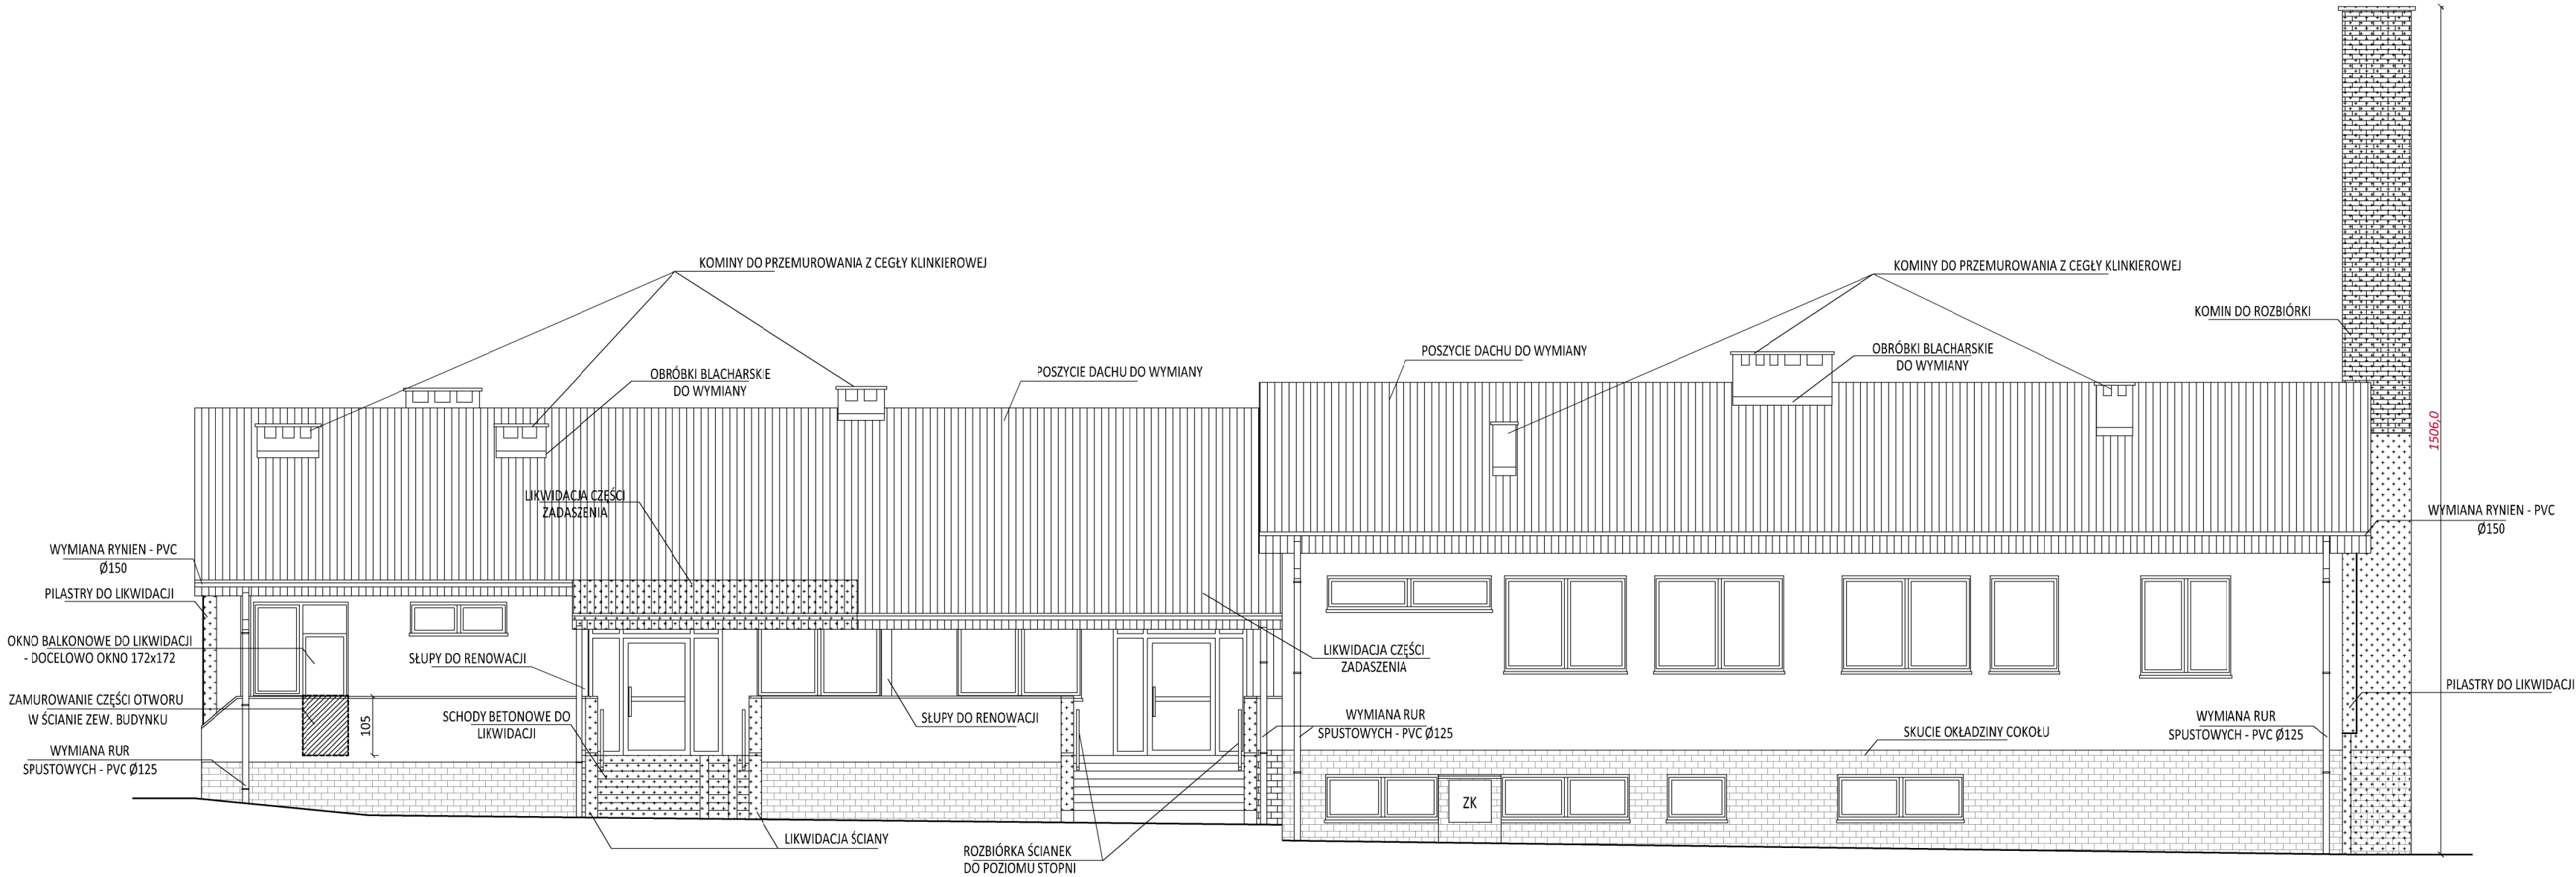 KOMINY DO PRZEMUROWANIA Z CEGŁY KLINKIEROWEJ
KOMINY DO PRZEMUROWANIA Z CEGŁY KLINKIEROWEJ
KOMIN DO ROZBIÓRKI
POSZYCIE DACHU DO WYMIANY
OBRÓBKI BLACHARSKIE
DO WYMIANY
OBRÓBKI BLACHARSKIE
DO WYMIANY
POSZYCIE DACHU DO WYMIANY
1506,0
LIKWIDACJA CZĘŚCI
ZADASZENIA
WYMIANA RYNIEN - PVC
Ø150
WYMIANA RYNIEN - PVC
Ø150
PILASTRY DO LIKWIDACJI
OKNO BALKONOWE DO LIKWIDACJI
- DOCELOWO OKNO 172x172
SŁUPY DO RENOWACJI
LIKWIDACJA CZĘŚCI
ZADASZENIA
PILASTRY DO LIKWIDACJI
ZAMUROWANIE CZĘŚCI OTWORU
W ŚCIANIE ZEW. BUDYNKU
105
SCHODY BETONOWE DO
LIKWIDACJI
SŁUPY DO RENOWACJI
WYMIANA RUR
SPUSTOWYCH - PVC Ø125
SKUCIE OKŁADZINY COKOŁU
WYMIANA RUR
SPUSTOWYCH - PVC Ø125
WYMIANA RUR
SPUSTOWYCH - PVC Ø125
ZK
LIKWIDACJA ŚCIANY
ROZBIÓRKA ŚCIANEK
DO POZIOMU STOPNI